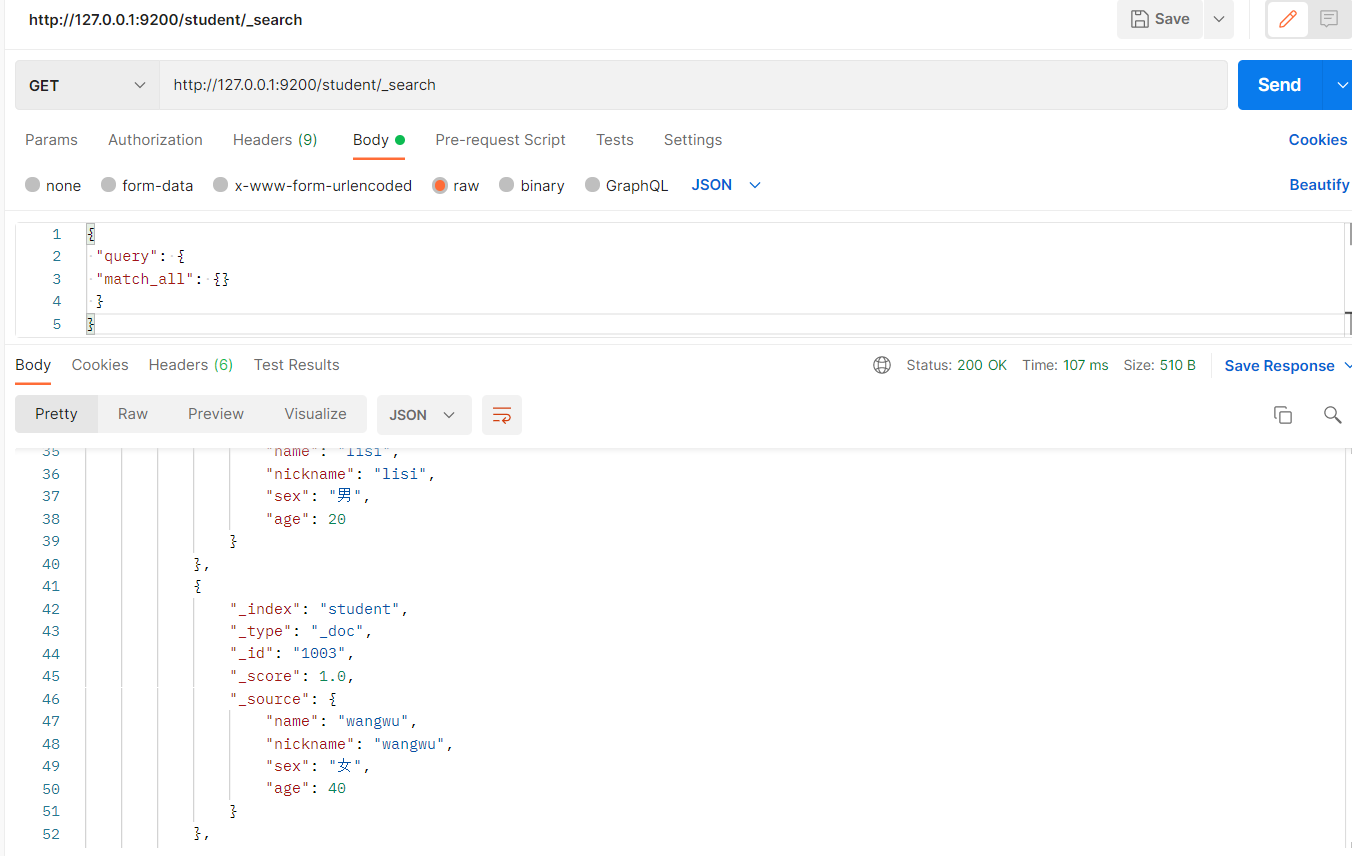 http://127.0.0.1:9200/student/_search
Save
GET
http://127.0.0.1:9200/student/_search
Send
Params Authorization Headers (9) Body Pre-request Script Tests Settings Cookies
none form-data x-www-form-urlencoded raw binary GraphQL JSON Beautify
1 {
2 "query": {
3 "match_all": {}
4 }
5 }
Body Cookies Headers (6) Test Results Status: 200 OK Time: 107 ms Size: 510 B Save Response
Pretty Raw Preview Visualize JSON
35 "name": "lisi",
36 "nickname": "lisi",
37 "sex": "男",
38 "age": 20
39 }
40 },
41 {
42 "_index": "student",
43 "_type": "_doc",
44 "_id": "1003",
45 "_score": 1.0,
46 "_source": {
47 "name": "wangwu",
48 "nickname": "wangwu",
49 "sex": "女",
50 "age": 40
51 }
52 },